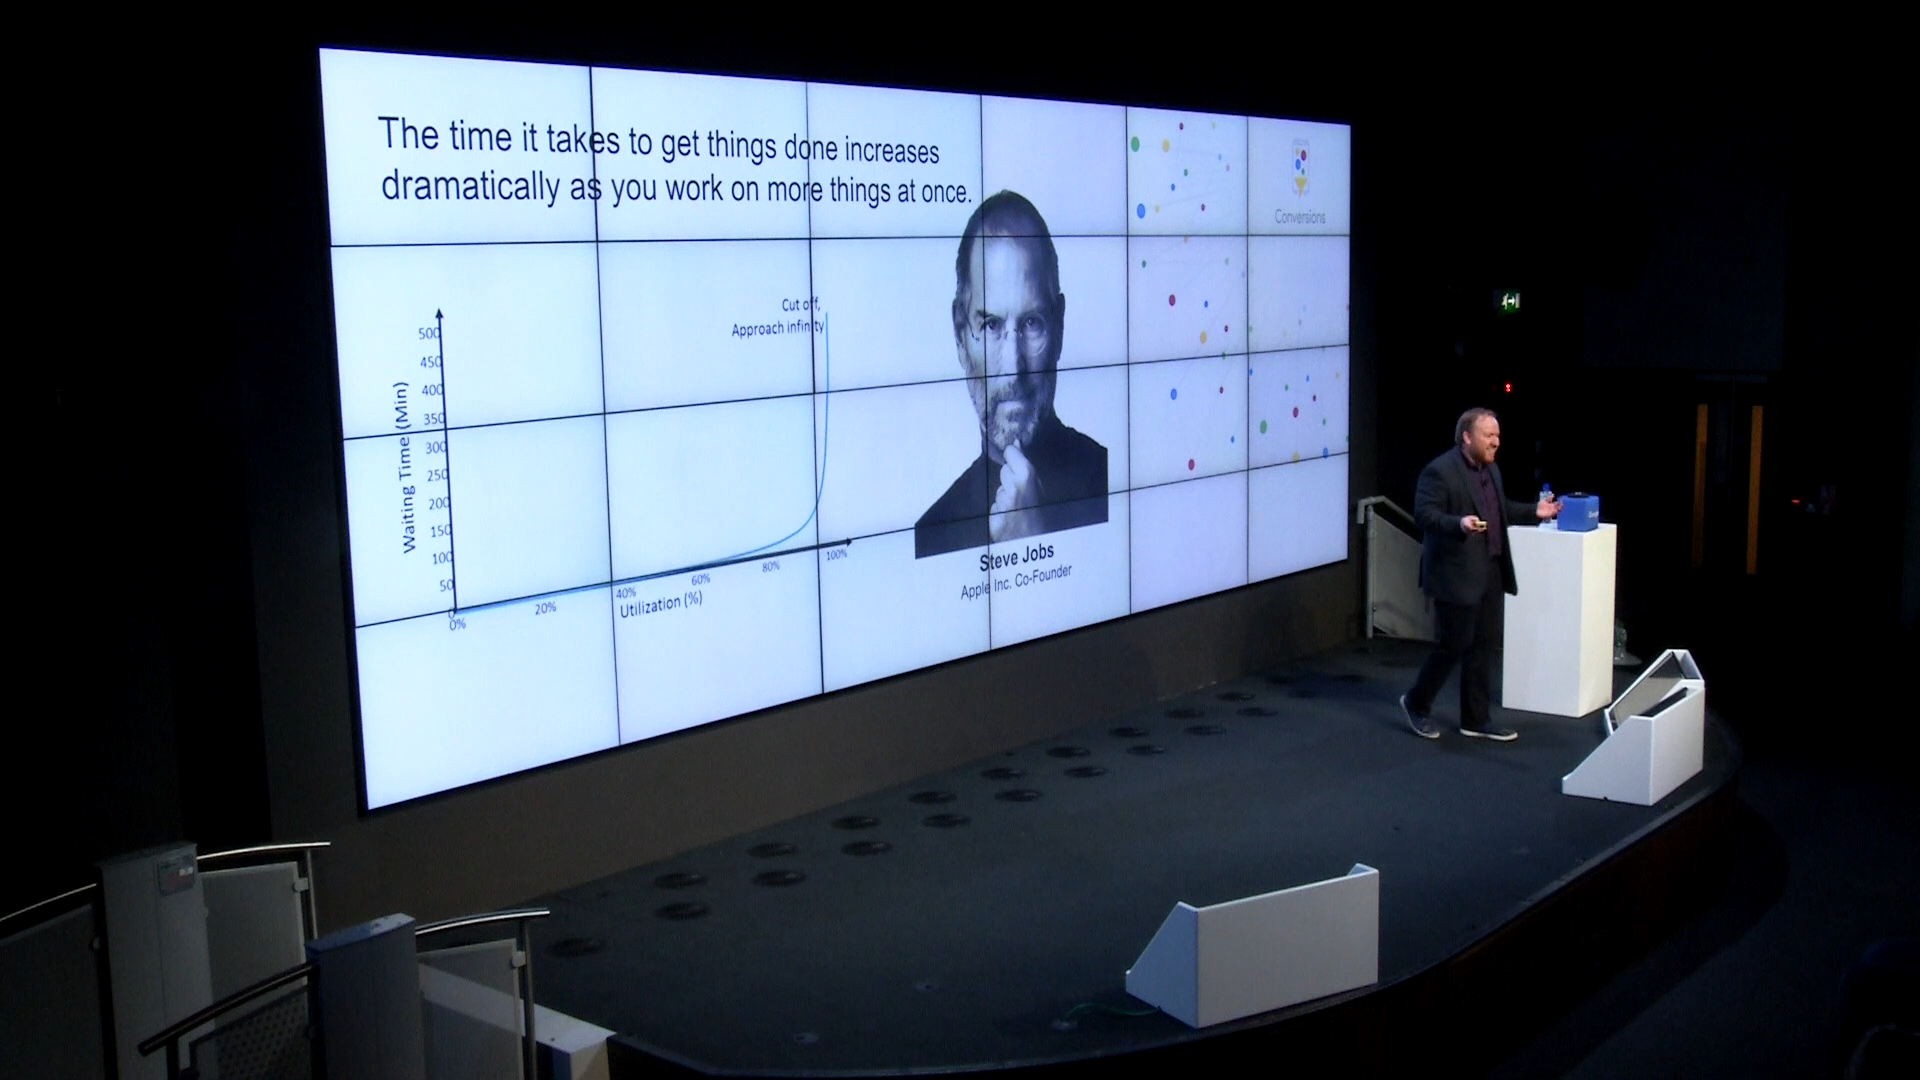 The time it takes to get things done increases
dramatically as you work on more things at once.
Conversions
Cut off,
Approach infinity
Waiting Time (Min)
500
450
400
350
300
250
200
150
100
50
0
0%
20%
40%
60%
80%
100%
Utilization (%)
Steve Jobs
Apple Inc. Co-Founder